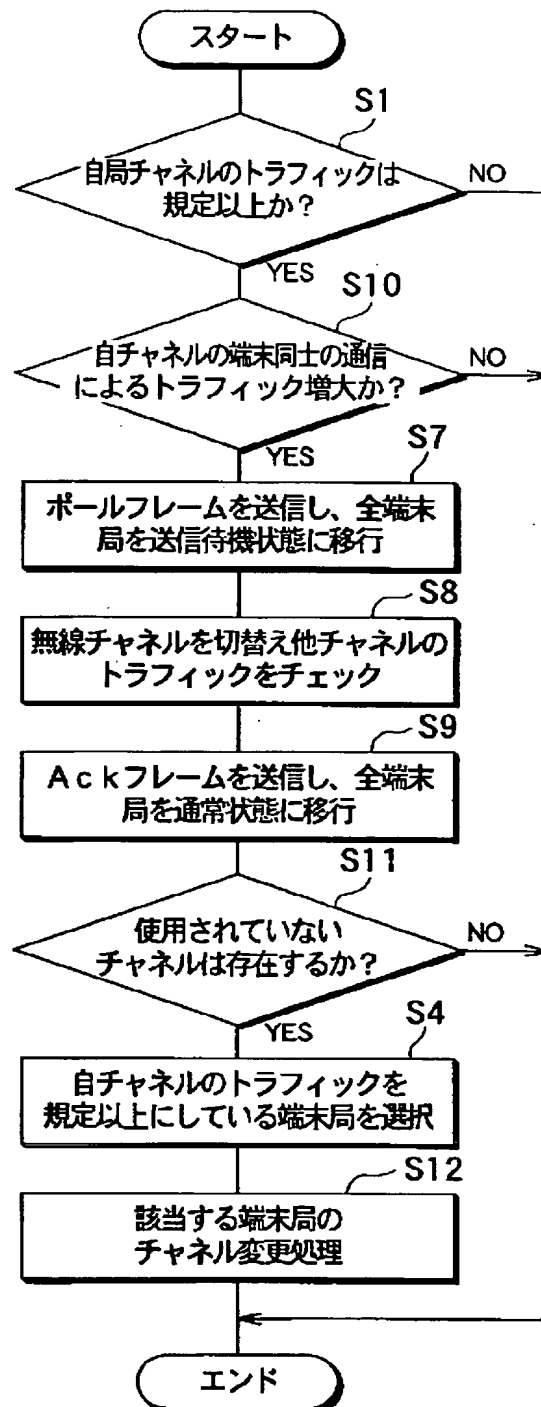 スタート
S1
自局チャネルのトラフィックは
規定以上か？
NO
YES
S10
自チャネルの端末同士の通信
によるトラフィック増大か？
NO
YES
S7
ポールフレームを送信し、全端末
局を送信待機状態に移行
S8
無線チャネルを切替え他チャネルの
トラフィックをチェック
S9
Ackフレームを送信し、全端末
局を通常状態に移行
S11
使用されていない
チャネルは存在するか？
NO
YES
S4
自チャネルのトラフィックを
規定以上にしている端末局を選択
S12
該当する端末局の
チャネル変更処理
エンド